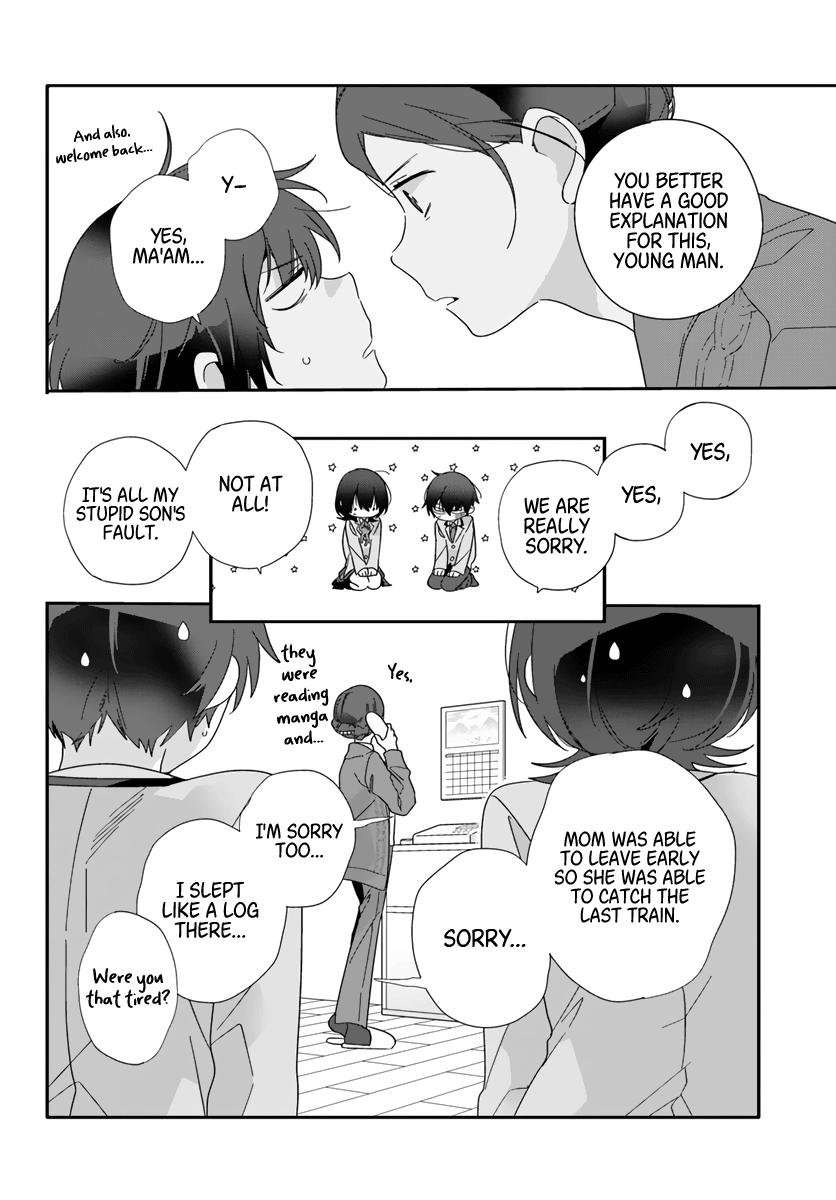 YOU BETTER
HAVE A GOOD
EXPLANATION
FOR THIS,
YOUNG MAN.
Y-
YES,
MA'AM...
And also,
welcome back...
YES,
YES,
WE ARE
REALLY
SORRY.
NOT AT
ALL!
IT'S ALL MY
STUPID SON'S
FAULT.
Yes,
they
were
reading
manga
and...
MOM WAS ABLE
TO LEAVE EARLY
SO SHE WAS ABLE
TO CATCH THE
LAST TRAIN.
SORRY...
I'M SORRY
TOO...
I SLEPT
LIKE A LOG
THERE...
Were you
that tired?